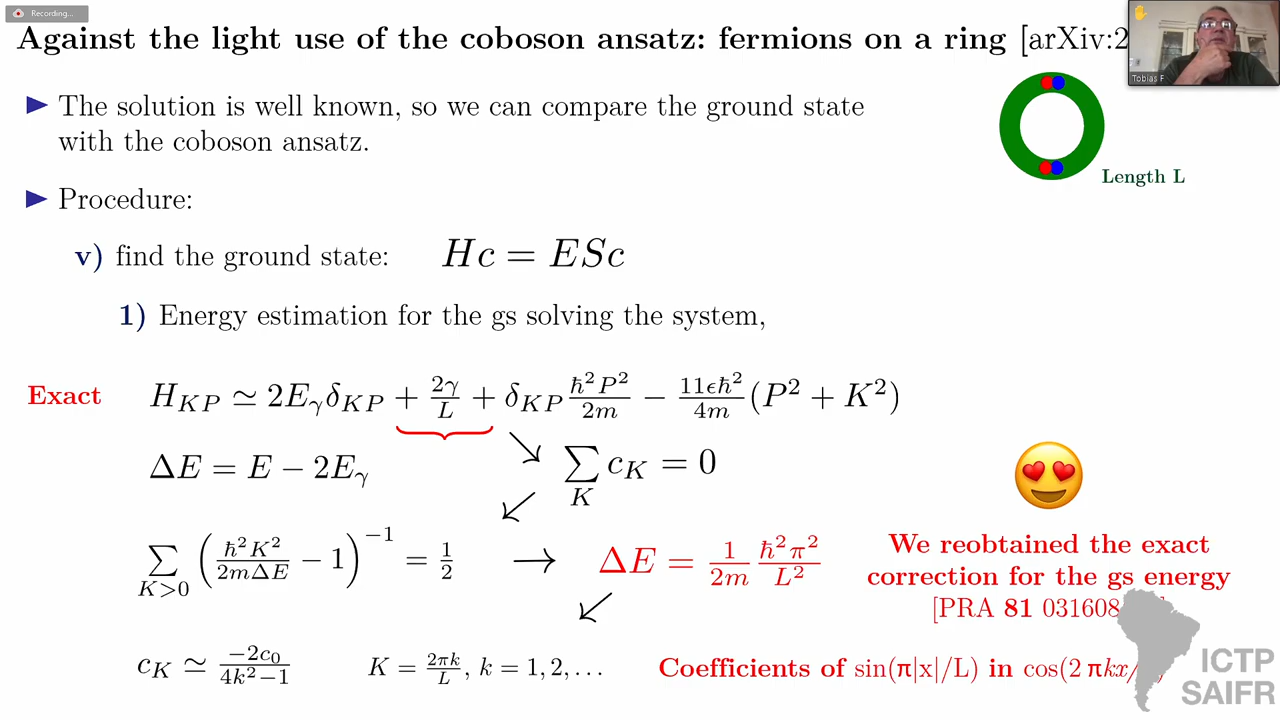 Recording...
Against the light use of the coboson ansatz: fermions on a ring [arXiv:2
Tobias F
The solution is well known, so we can compare the ground state
with the coboson ansatz.
Length L
Procedure:
v) find the ground state: Hc = ESc
1) Energy estimation for the gs solving the system,
Exact H_{KP} ≃ 2E_γ δ_{KP} + 2γ/L + δ_{KP} ħ²P²/2m − 11εħ²/4m (P² + K²)
ΔE = E − 2E_γ
∑_K c_K = 0
∑_{K>0} (ħ²K²/2mΔE − 1)^{−1} = 1/2 → ΔE = 1/2m ħ²π²/L²
We reobtained the exact
correction for the gs energy
[PRA 81 031608
c_K ≃ −2c_0/4k²−1 K = 2πk/L, k = 1, 2, … Coefficients of sin(π|x|/L) in cos(2 πkx/
ICTP
SAIFR